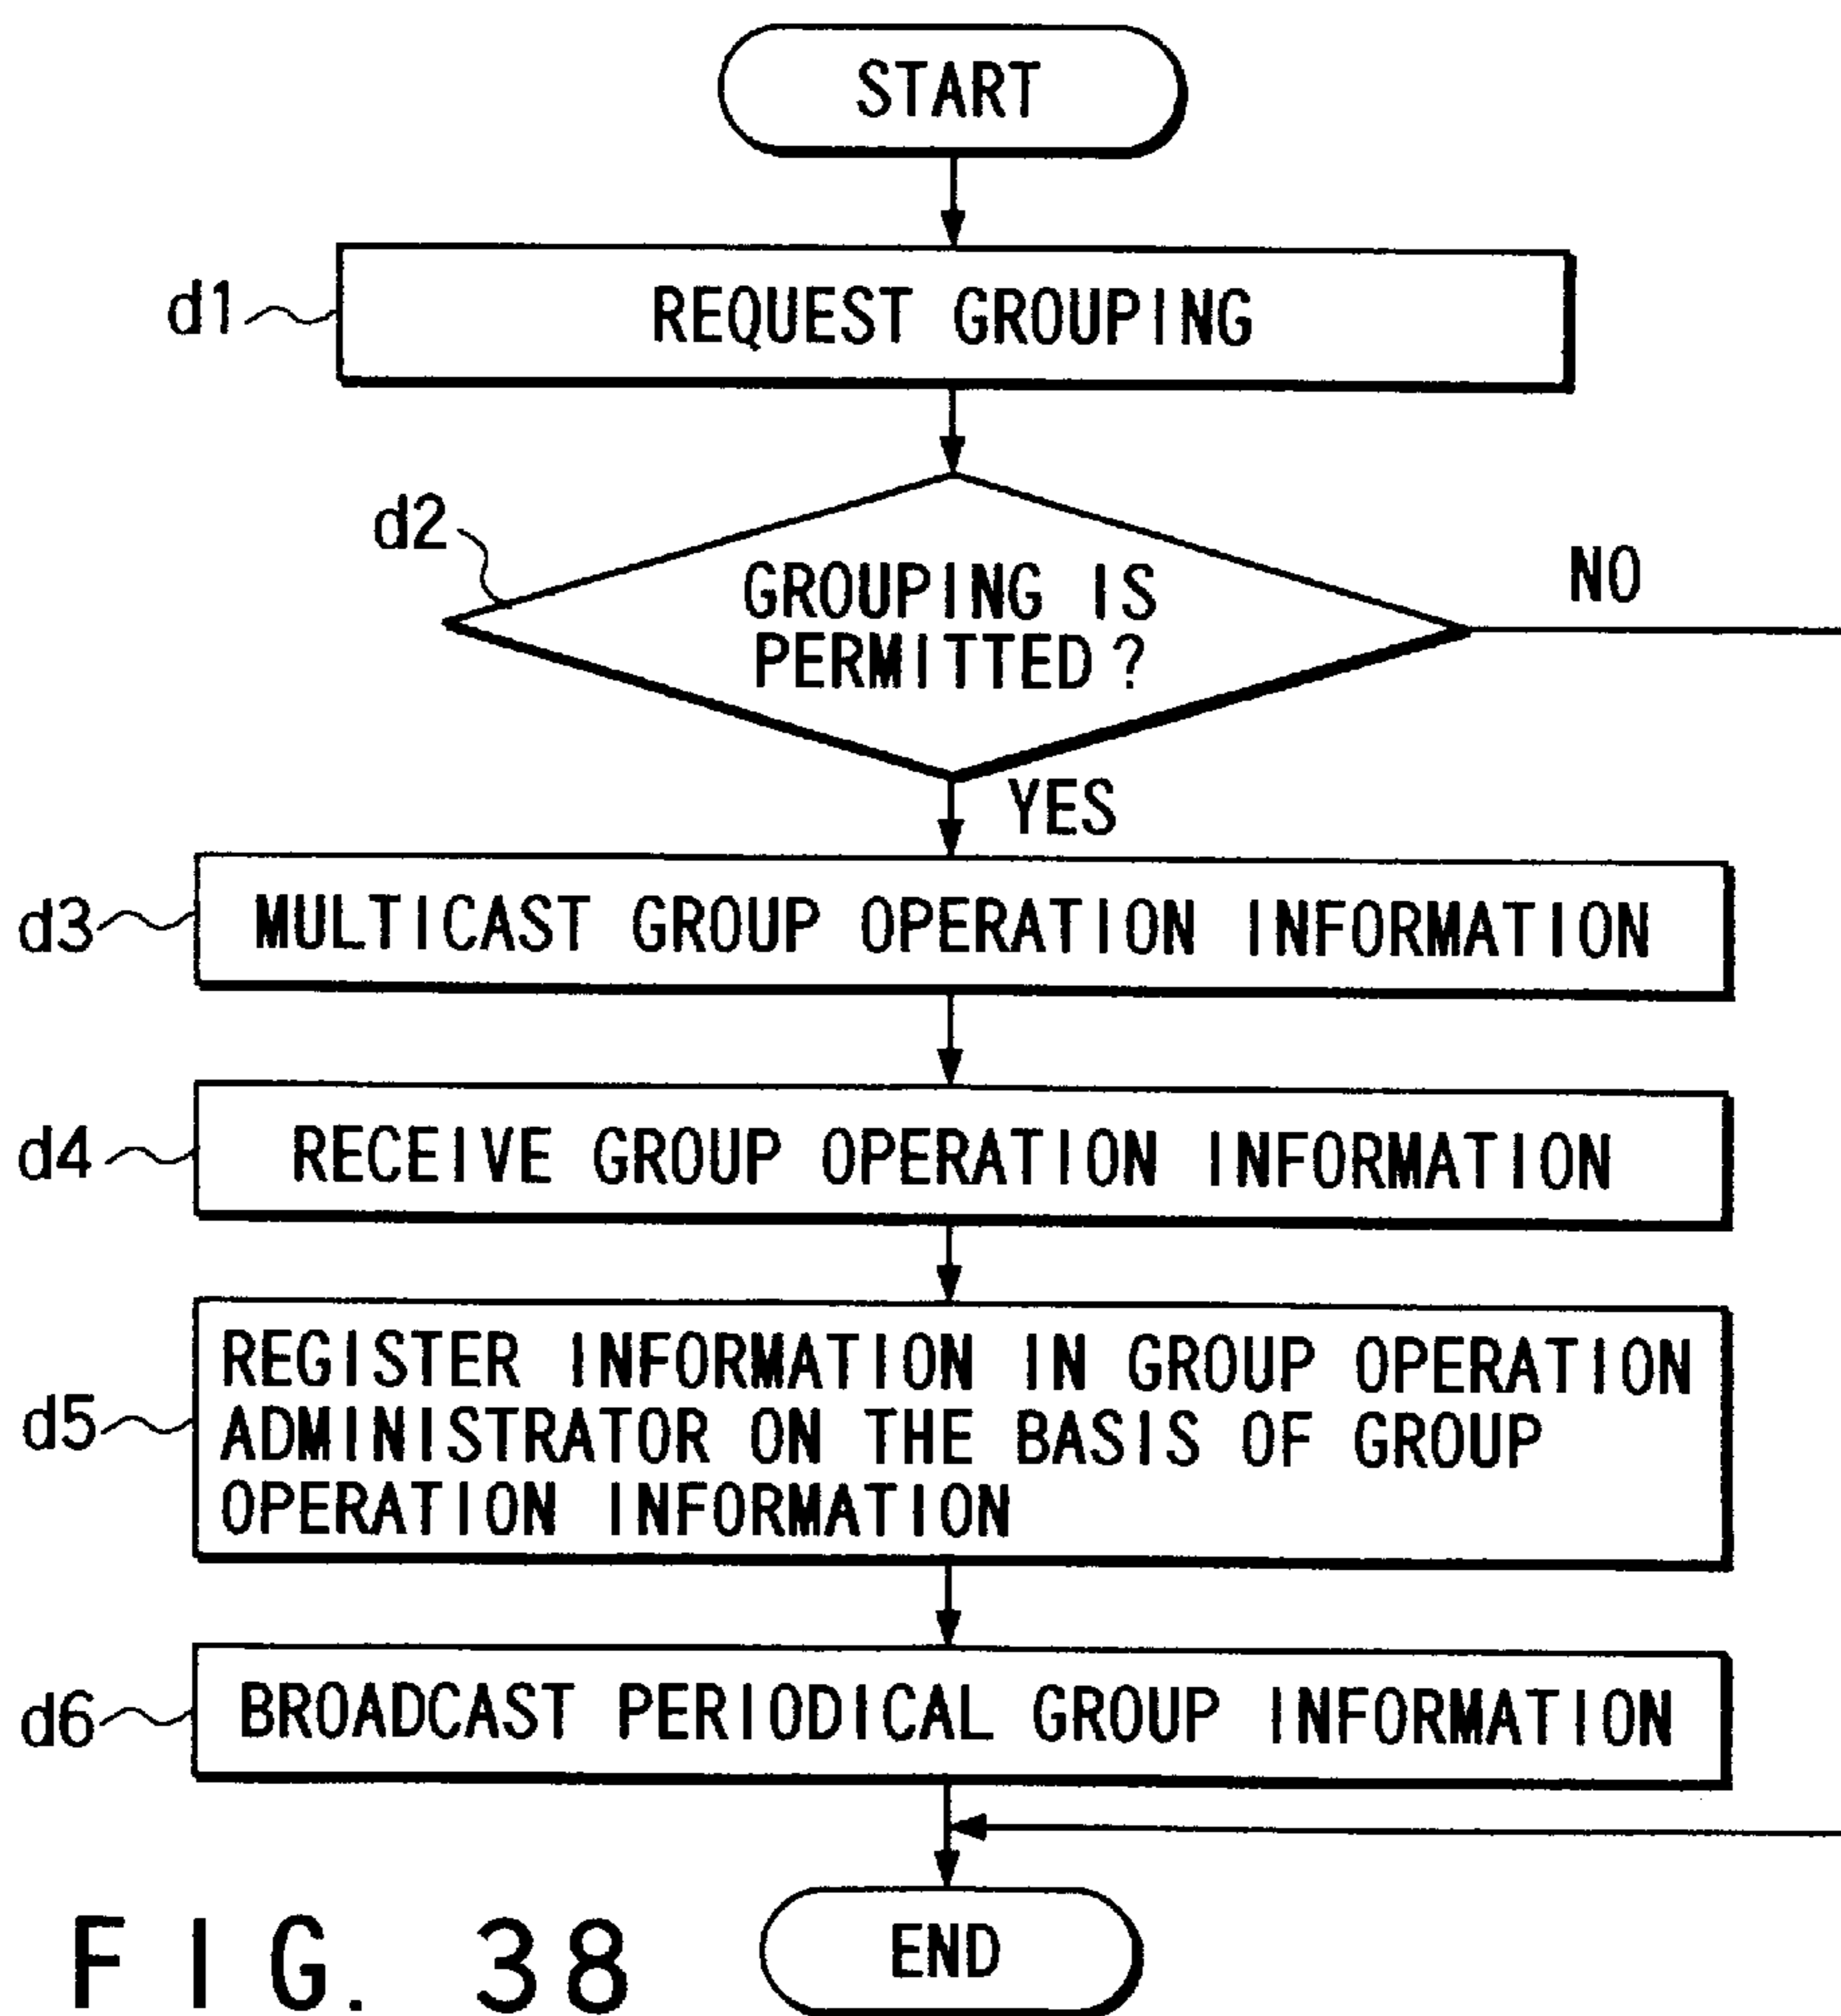 START
d1
REQUEST GROUPING
d2
GROUPING IS
PERMITTED?
NO
YES
d3
MULTICAST GROUP OPERATION INFORMATION
d4
RECEIVE GROUP OPERATION INFORMATION
d5
REGISTER INFORMATION IN GROUP OPERATION
ADMINISTRATOR ON THE BASIS OF GROUP
OPERATION INFORMATION
d6
BROADCAST PERIODICAL GROUP INFORMATION
END
FIG. 38